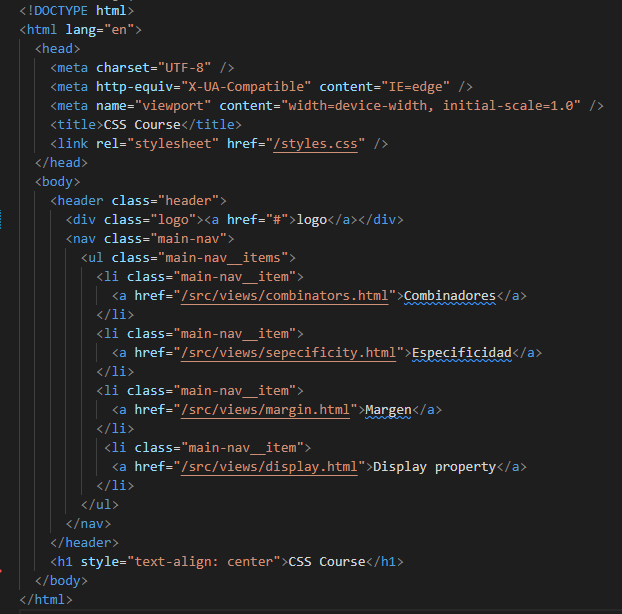 <!DOCTYPE html>
<html lang="en">
  <head>
    <meta charset="UTF-8" />
    <meta http-equiv="X-UA-Compatible" content="IE=edge" />
    <meta name="viewport" content="width=device-width, initial-scale=1.0" />
    <title>CSS Course</title>
    <link rel="stylesheet" href="/styles.css" />
  </head>
  <body>
    <header class="header">
      <div class="logo"><a href="#">logo</a></div>
      <nav class="main-nav">
        <ul class="main-nav__items">
          <li class="main-nav__item">
            <a href="/src/views/combinators.html">Combinadores</a>
          </li>
          <li class="main-nav__item">
            <a href="/src/views/sepecificity.html">Especificidad</a>
          </li>
          <li class="main-nav__item">
            <a href="/src/views/margin.html">Margen</a>
          </li>
           <li class="main-nav__item">
            <a href="/src/views/display.html">Display property</a>
          </li>
        </ul>
      </nav>
    </header>
    <h1 style="text-align: center">CSS Course</h1>
  </body>
</html>